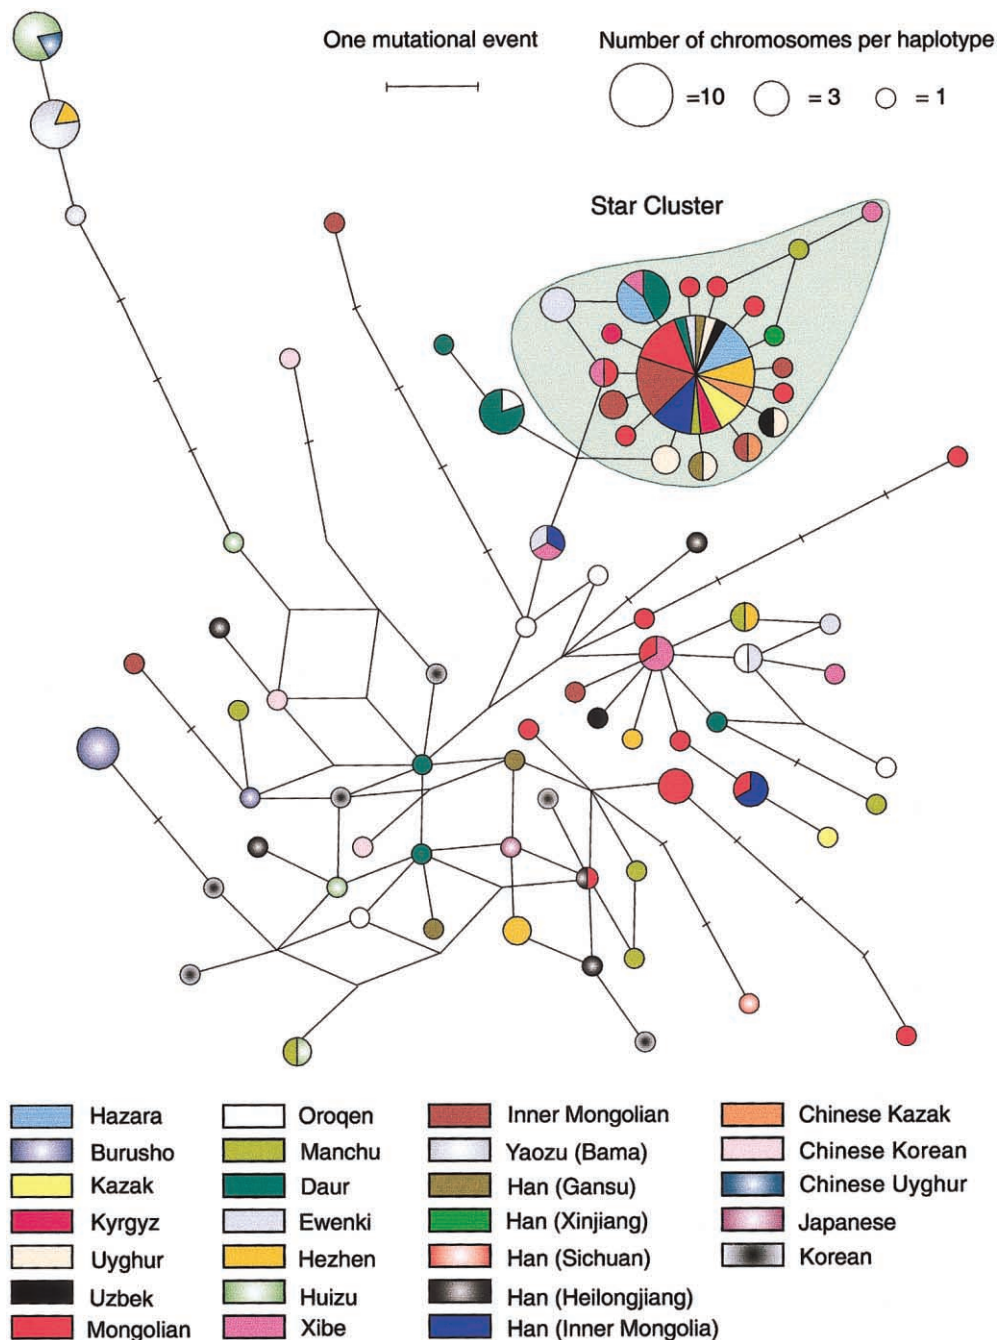 One mutational event
Number of chromosomes per haplotype
=10
= 3
= 1
Star Cluster
Hazara
Burusho
Kazak
Kyrgyz
Uyghur
Uzbek
Mongolian
Oroqen
Manchu
Daur
Ewenki
Hezhen
Huizu
Xibe
Inner Mongolian
Yaozu (Bama)
Han (Gansu)
Han (Xinjiang)
Han (Sichuan)
Han (Heilongjiang)
Han (Inner Mongolia)
Chinese Kazak
Chinese Korean
Chinese Uyghur
Japanese
Korean